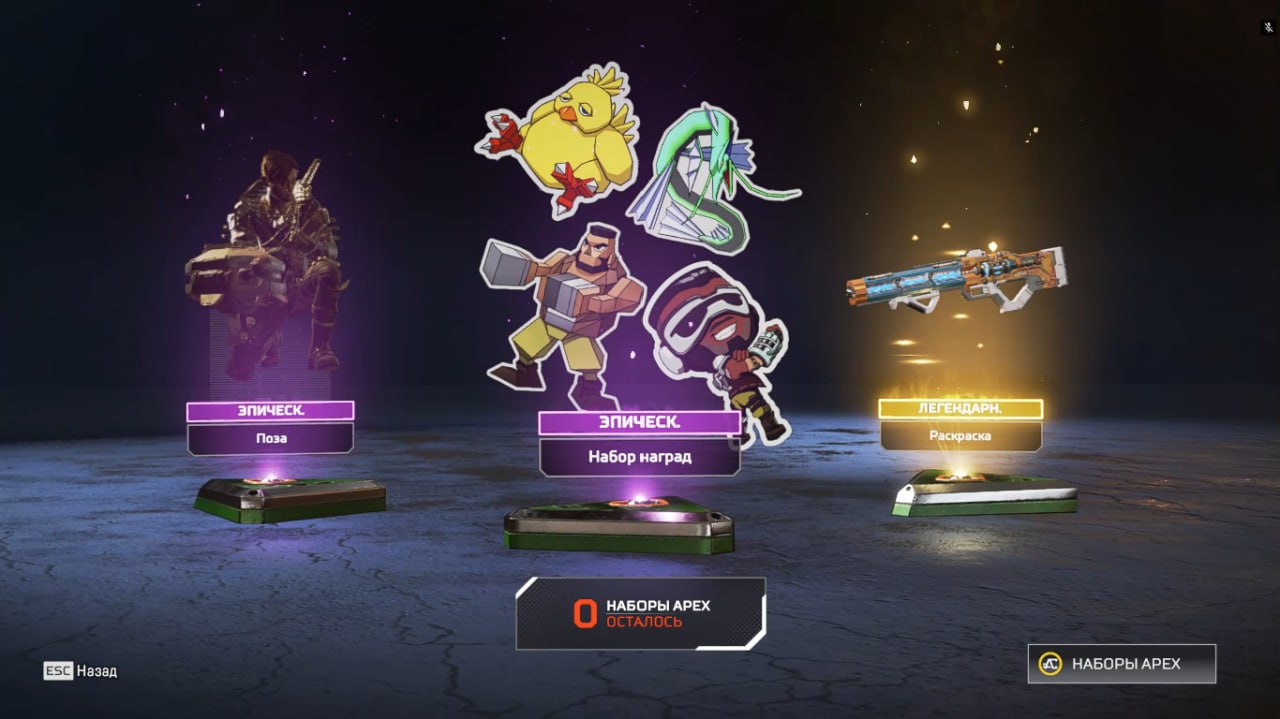 ЭПИЧЕСК.
Поза
ЭПИЧЕСК.
Набор наград
ЛЕГЕНДАРН.
Раскраска
0 НАБОРЫ APEX
ОСТАЛОСЬ
ESC Назад
НАБОРЫ APEX